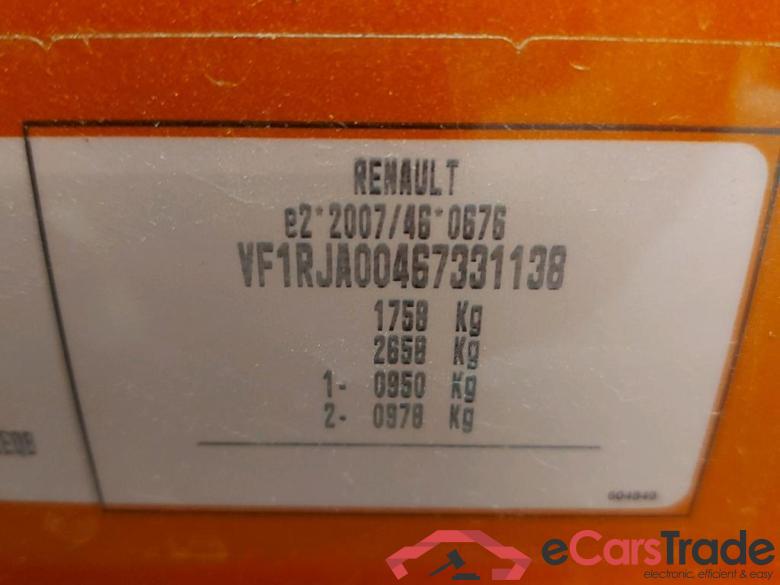 RENAULT
e2*2007/46*0676
VF1RJA00467331138
1758 Kg
2658 Kg
1- 0950 Kg
2- 0978 Kg
eCarsTrade
electronic, efficient & easy